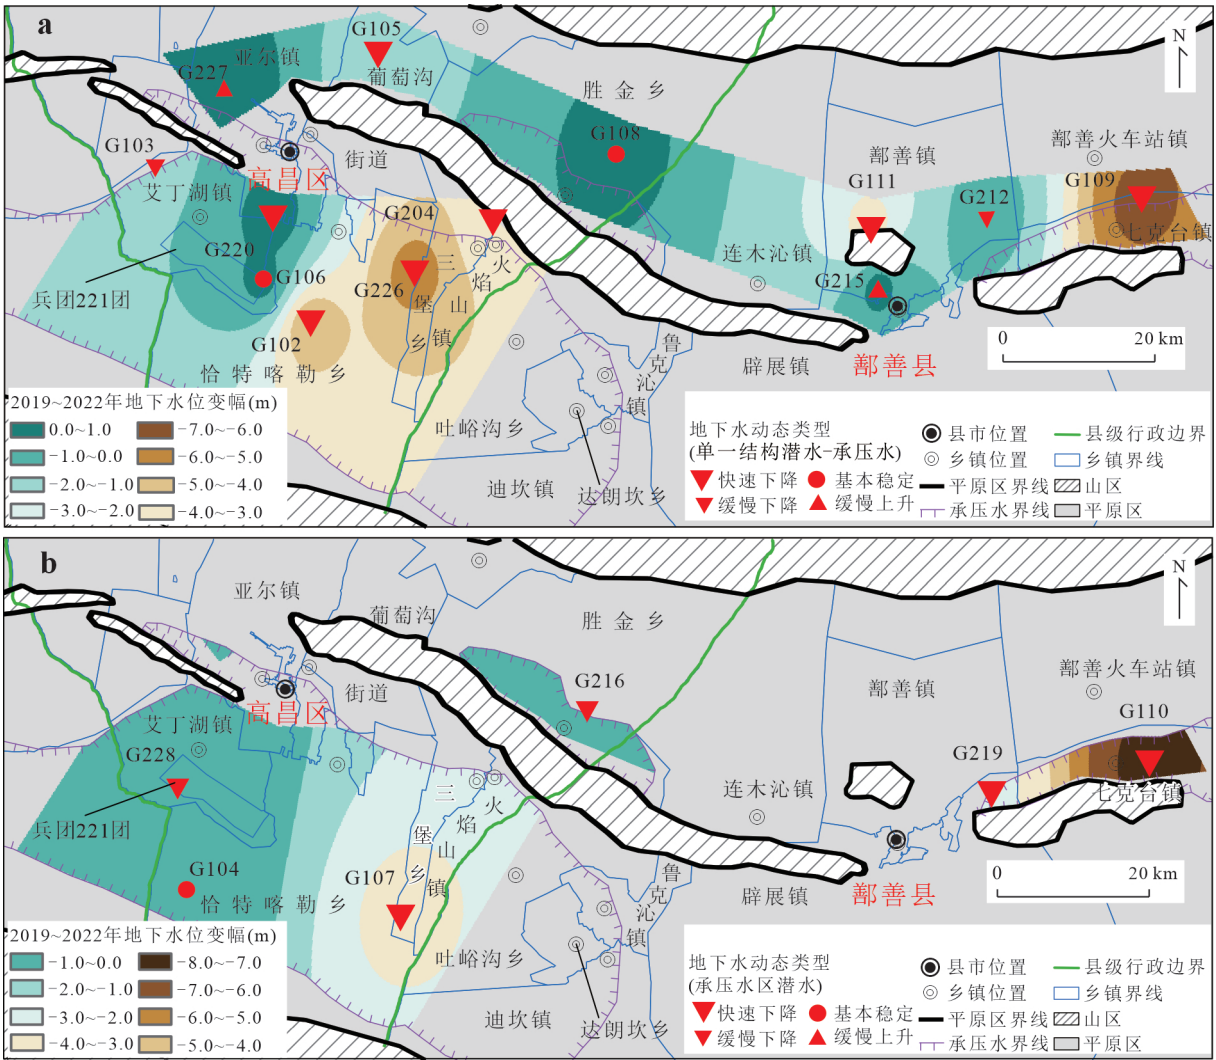 a
G105
N
亚尔镇
G227
葡萄沟
胜金乡
G108
鄯善火车站镇
G103
街道
鄯善镇
G109
高昌区
G111
艾丁湖镇
G204
G212
七克台镇
G220
三
火
连木沁镇
焰
G106
G215
兵团221团
G226
堡
山
0
20 km
G102
乡
镇
鲁
克
沁
镇
恰特喀勒乡
辟展镇
鄯善县
2019~2022年地下水位变幅(m)
0.0~1.0
-7.0~-6.0
-1.0~0.0
-6.0~-5.0
-2.0~-1.0
-5.0~-4.0
-3.0~-2.0
-4.0~-3.0
吐峪沟乡
迪坎镇
达朗坎乡
地下水动态类型
(单一结构潜水-承压水)
快速下降
基本稳定
缓慢下降
缓慢上升
县市位置
县级行政边界
乡镇位置
乡镇界线
平原区界线
山区
承压水界线
平原区
b
N
亚尔镇
葡萄沟
胜金乡
鄯善火车站镇
G216
街道
鄯善镇
G110
高昌区
艾丁湖镇
G228
G219
三
火
连木沁镇
七克台镇
焰
兵团221团
堡
山
G104
G107
乡
镇
鲁
克
沁
镇
0
20 km
恰特喀勒乡
辟展镇
鄯善县
2019~2022年地下水位变幅(m)
-1.0~0.0
-8.0~-7.0
-2.0~-1.0
-7.0~-6.0
-3.0~-2.0
-6.0~-5.0
-4.0~-3.0
-5.0~-4.0
吐峪沟乡
迪坎镇
达朗坎乡
地下水动态类型
(承压水区潜水)
快速下降
基本稳定
缓慢下降
缓慢上升
县市位置
县级行政边界
乡镇位置
乡镇界线
平原区界线
山区
承压水界线
平原区